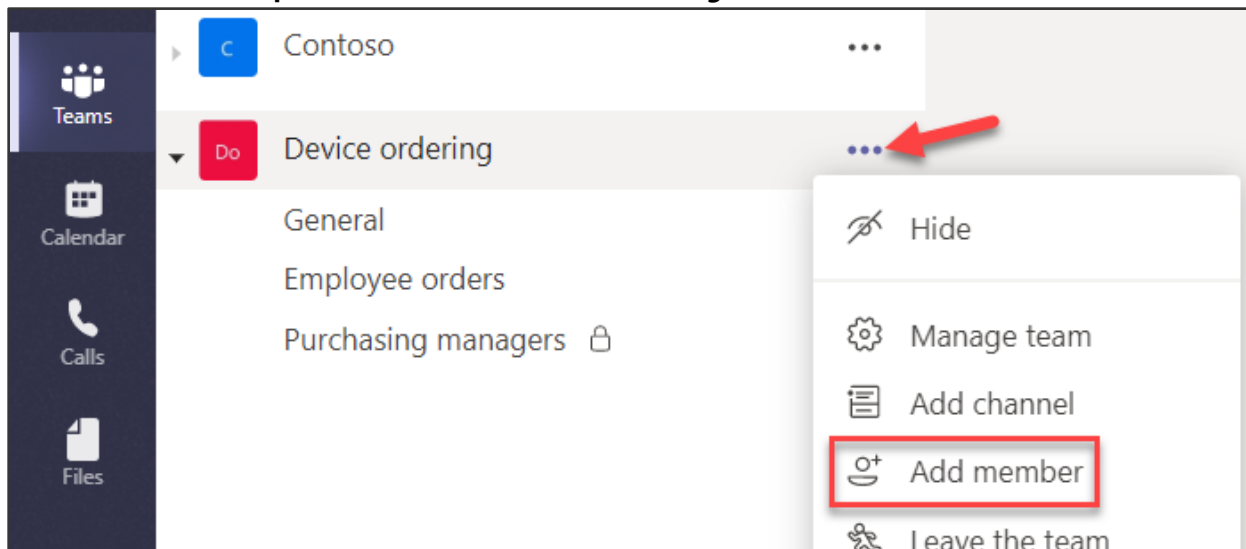 Teams
Calendar
Calls
Files
C
Contoso
Do
Device ordering
General
Employee orders
Purchasing managers
Hide
Manage team
Add channel
Add member
Leave the team